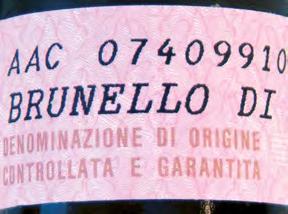 AAC 07409910
BRUNELLO DI
DENOMINAZIONE DI ORIGINE
CONTROLLATA E GARANTITA